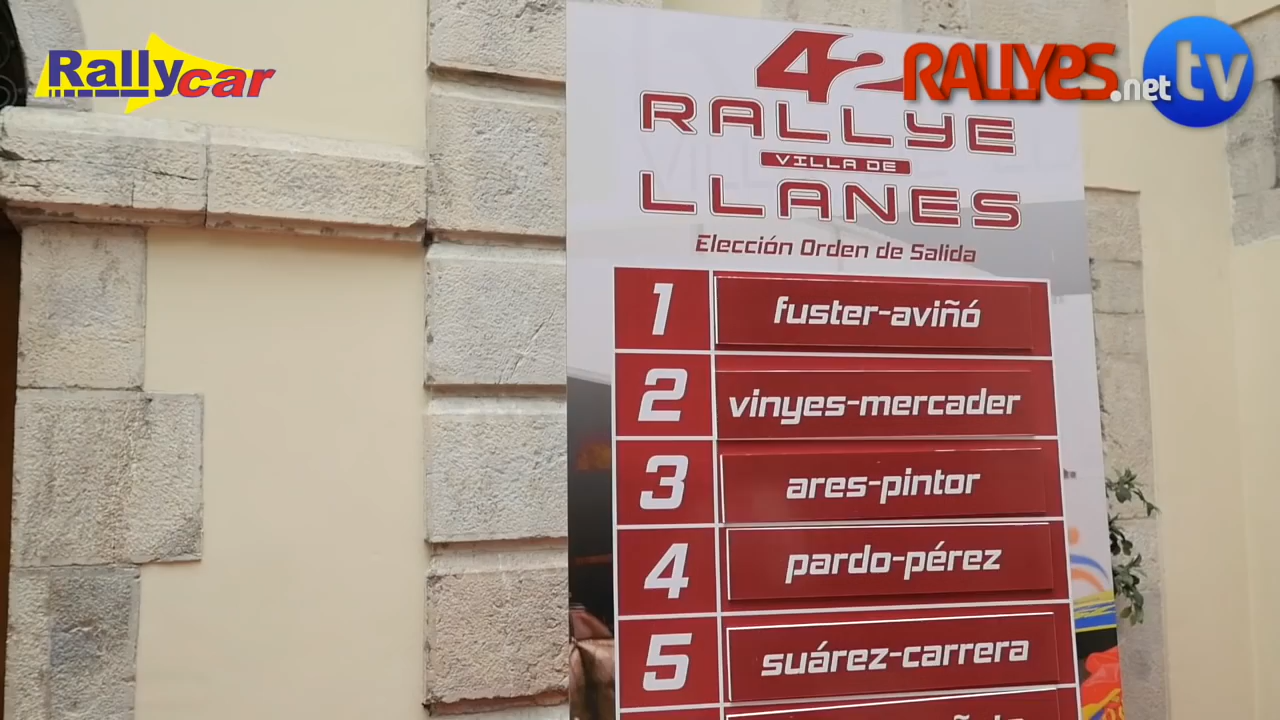 Rallycar
RALLYES.net tv
42
RALLYE
VILLA DE
LLANES
Elección Orden de Salida
1 fuster-aviñó
2 vinyes-mercader
3 ares-pintor
4 pardo-pérez
5 suárez-carrera